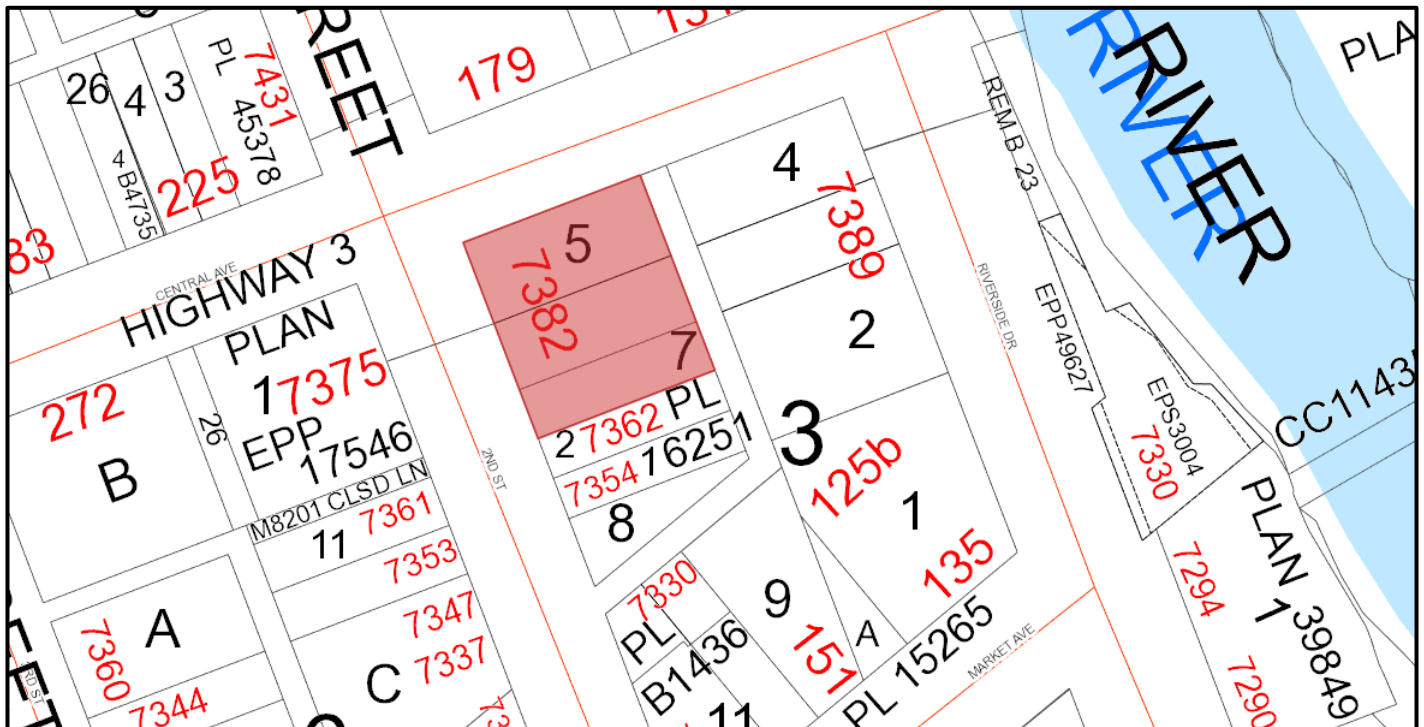 179
26
4
3
PL 45378
7431
4 B4735
225
REET
83
CENTRAL AVE
HIGHWAY 3
4
7389
REM.B. 23
RIVER
RIVER
PLA
5
7382
7
2
RIVERSIDE DR
EPP49627
EPS3004
7330
CC1143
PLAN
1
7375
EPP
17546
26
272
B
2ND ST
2
7362
PL
16251
7354
8
3
125b
1
135
M8201 CLSD LN
11
7361
7353
7347
7337
C
A
7360
7344
3RD ST
7330
PL
B1436
9
151
A
11
PL 15265
MARKET AVE
7294
PLAN 39849
1
7290